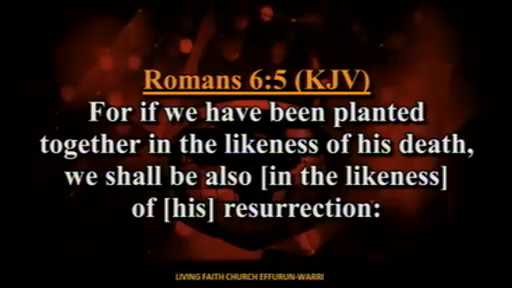 Romans 6:5 (KJV)
For if we have been planted
together in the likeness of his death,
we shall be also [in the likeness]
of [his] resurrection:
LIVING FAITH CHURCH EFFURUN-WARRI